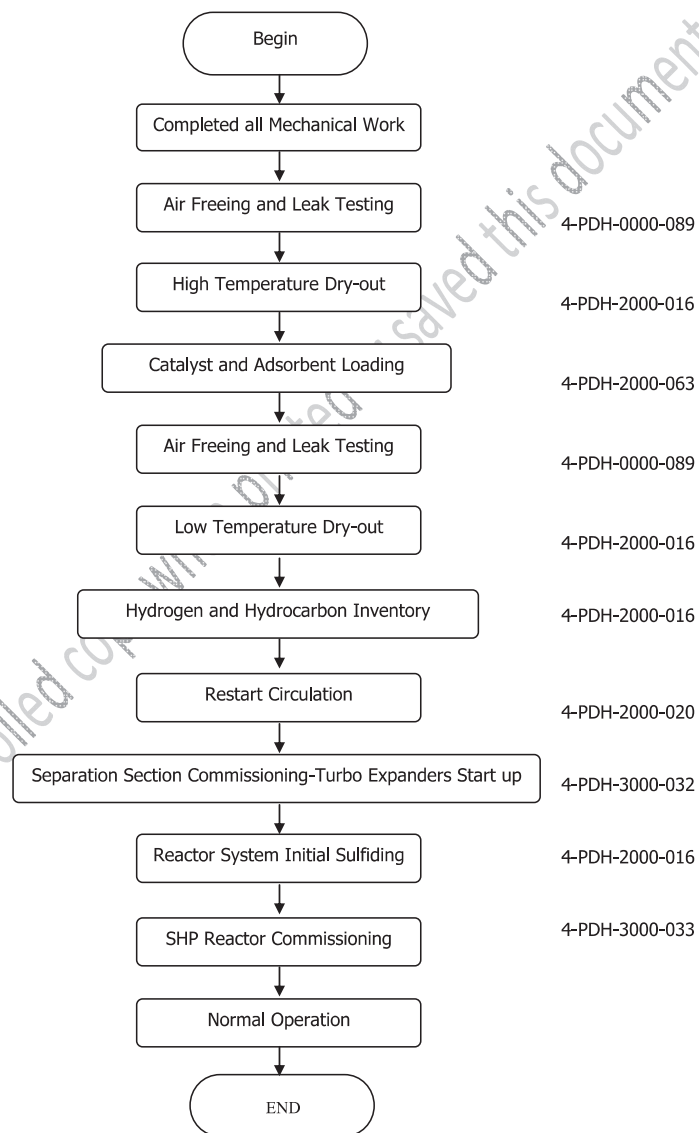 Begin
Completed all Mechanical Work
Air Freeing and Leak Testing
4-PDH-0000-089
High Temperature Dry-out
4-PDH-2000-016
Catalyst and Adsorbent Loading
4-PDH-2000-063
Air Freeing and Leak Testing
4-PDH-0000-089
Low Temperature Dry-out
4-PDH-2000-016
Hydrogen and Hydrocarbon Inventory
4-PDH-2000-016
Restart Circulation
4-PDH-2000-020
Separation Section Commissioning-Turbo Expanders Start up
4-PDH-3000-032
Reactor System Initial Sulfiding
4-PDH-2000-016
SHP Reactor Commissioning
4-PDH-3000-033
Normal Operation
END
saved this document